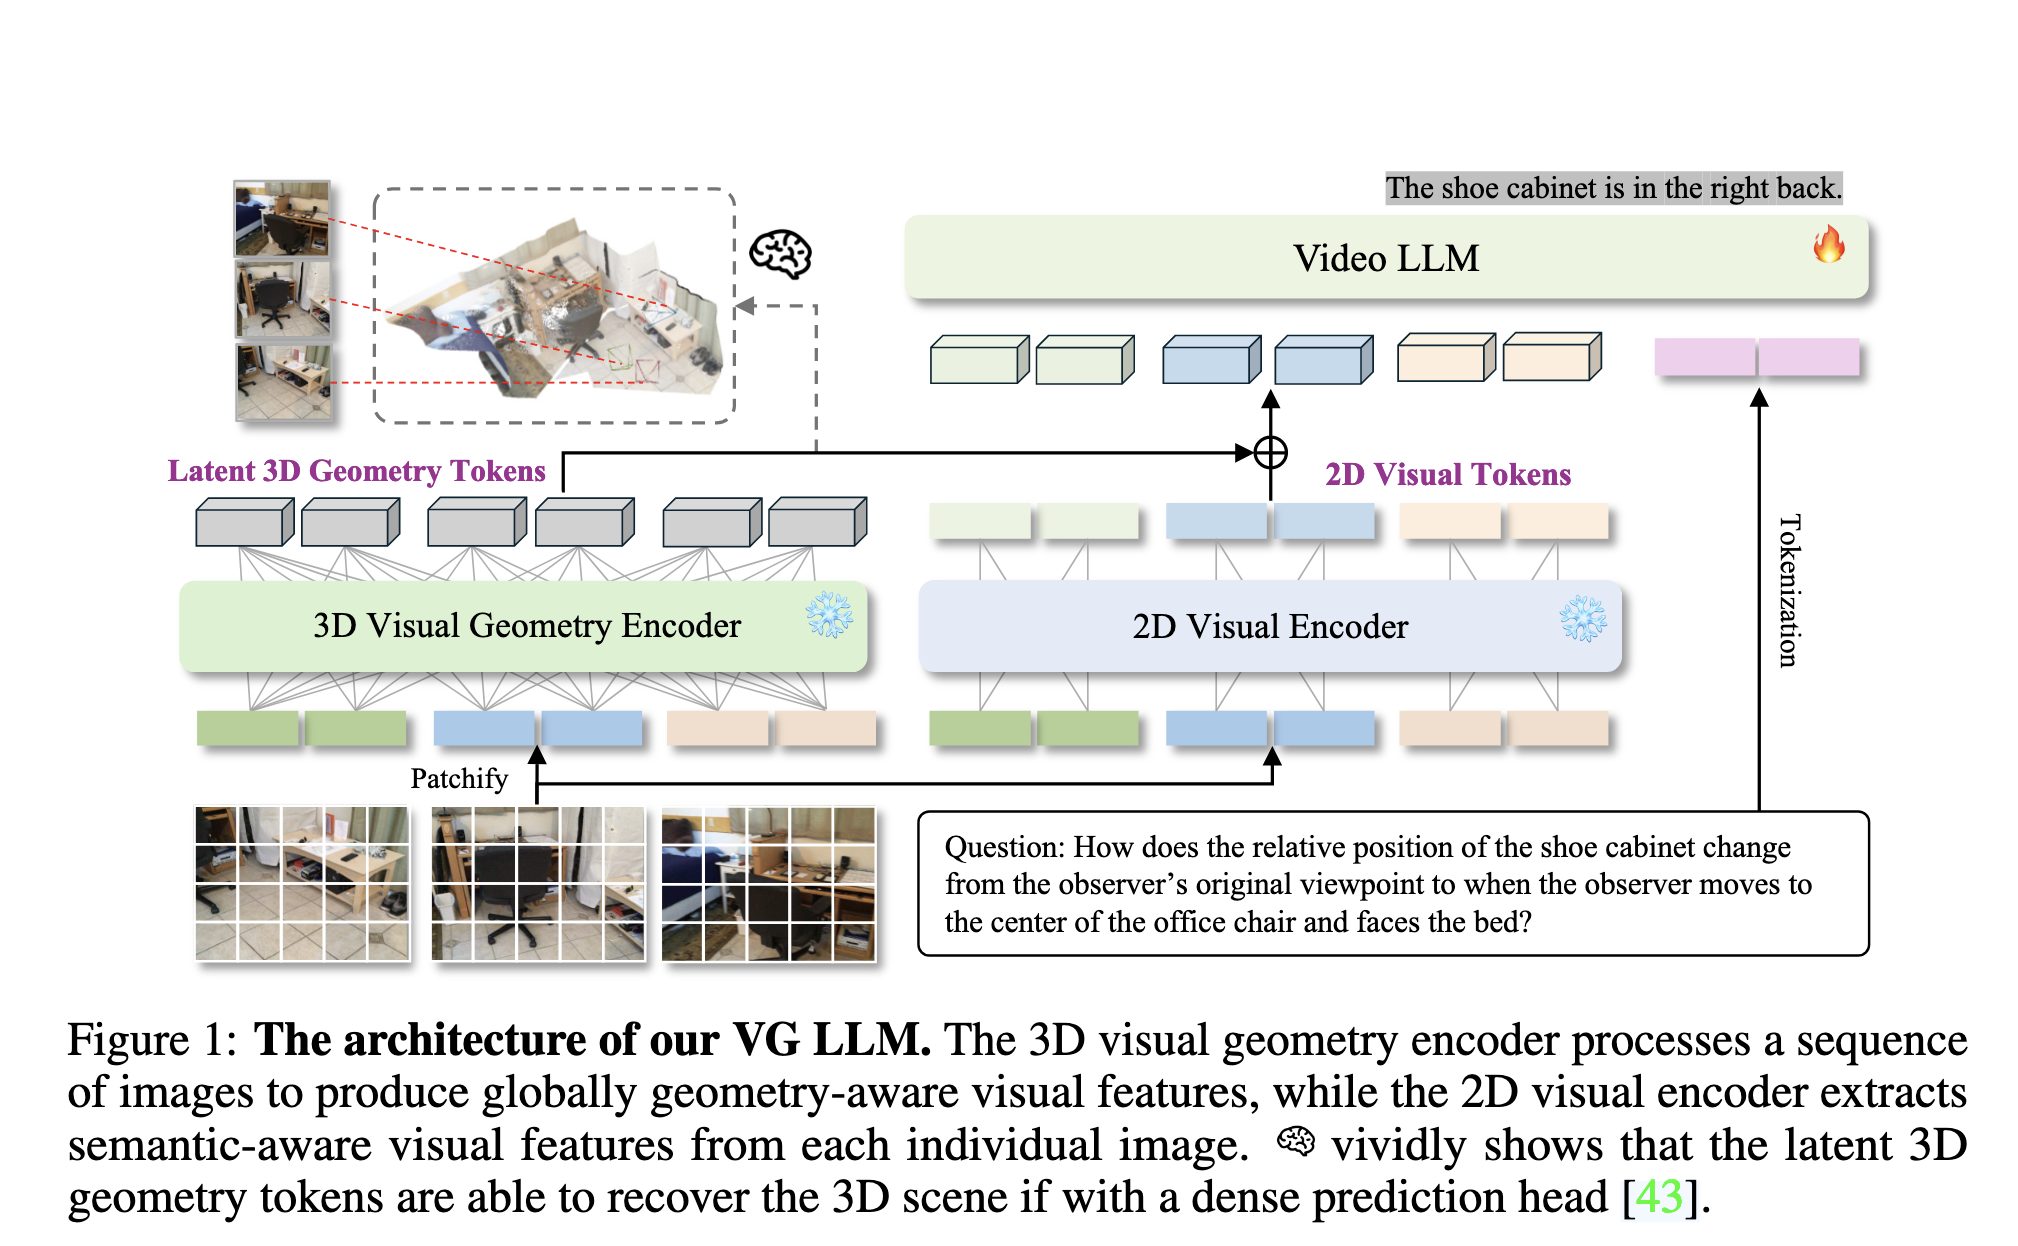 The shoe cabinet is in the right back.
Video LLM
Latent 3D Geometry Tokens
2D Visual Tokens
3D Visual Geometry Encoder
2D Visual Encoder
Tokenization
Patchify
Question: How does the relative position of the shoe cabinet change
from the observer’s original viewpoint to when the observer moves to
the center of the office chair and faces the bed?
Figure 1: The architecture of our VG LLM. The 3D visual geometry encoder processes a sequence
of images to produce globally geometry-aware visual features, while the 2D visual encoder extracts
semantic-aware visual features from each individual image. vividly shows that the latent 3D
geometry tokens are able to recover the 3D scene if with a dense prediction head [43].